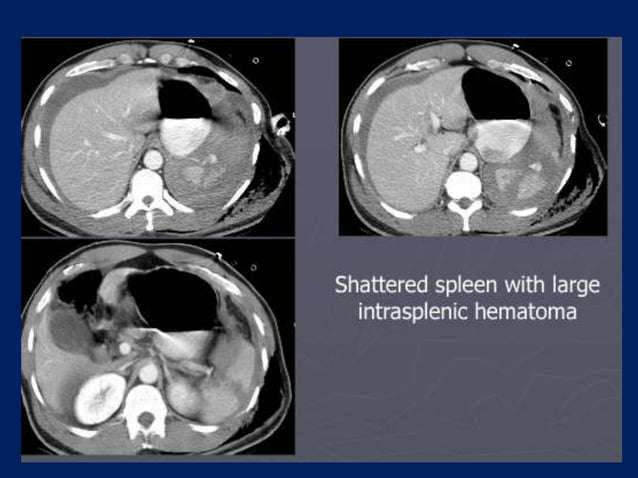 Shattered spleen with large
intrasplenic hematoma